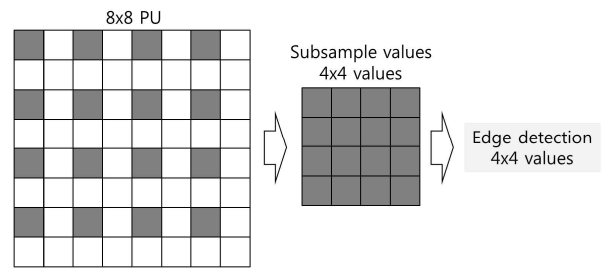 8x8 PU
Subsample values
4x4 values
Edge detection
4x4 values